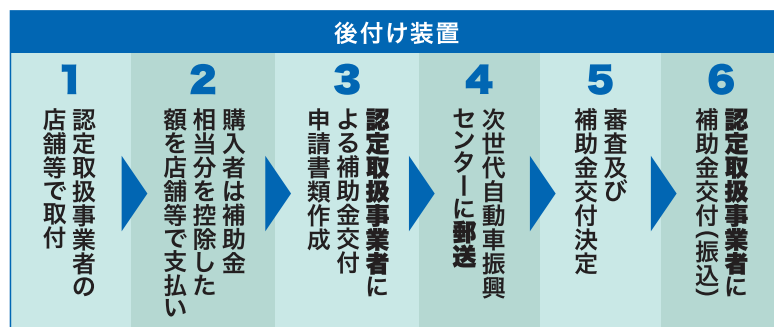 後付け装置
1
認定取扱事業者の
店舗等で取付
2
購入者は補助金
相当分を控除した
額を店舗等で支払い
3
認定取扱事業者に
よる補助金交付
申請書類作成
4
次世代自動車振興
センターに郵送
5
審査及び
補助金交付決定
6
認定取扱事業者に
補助金交付(振込)